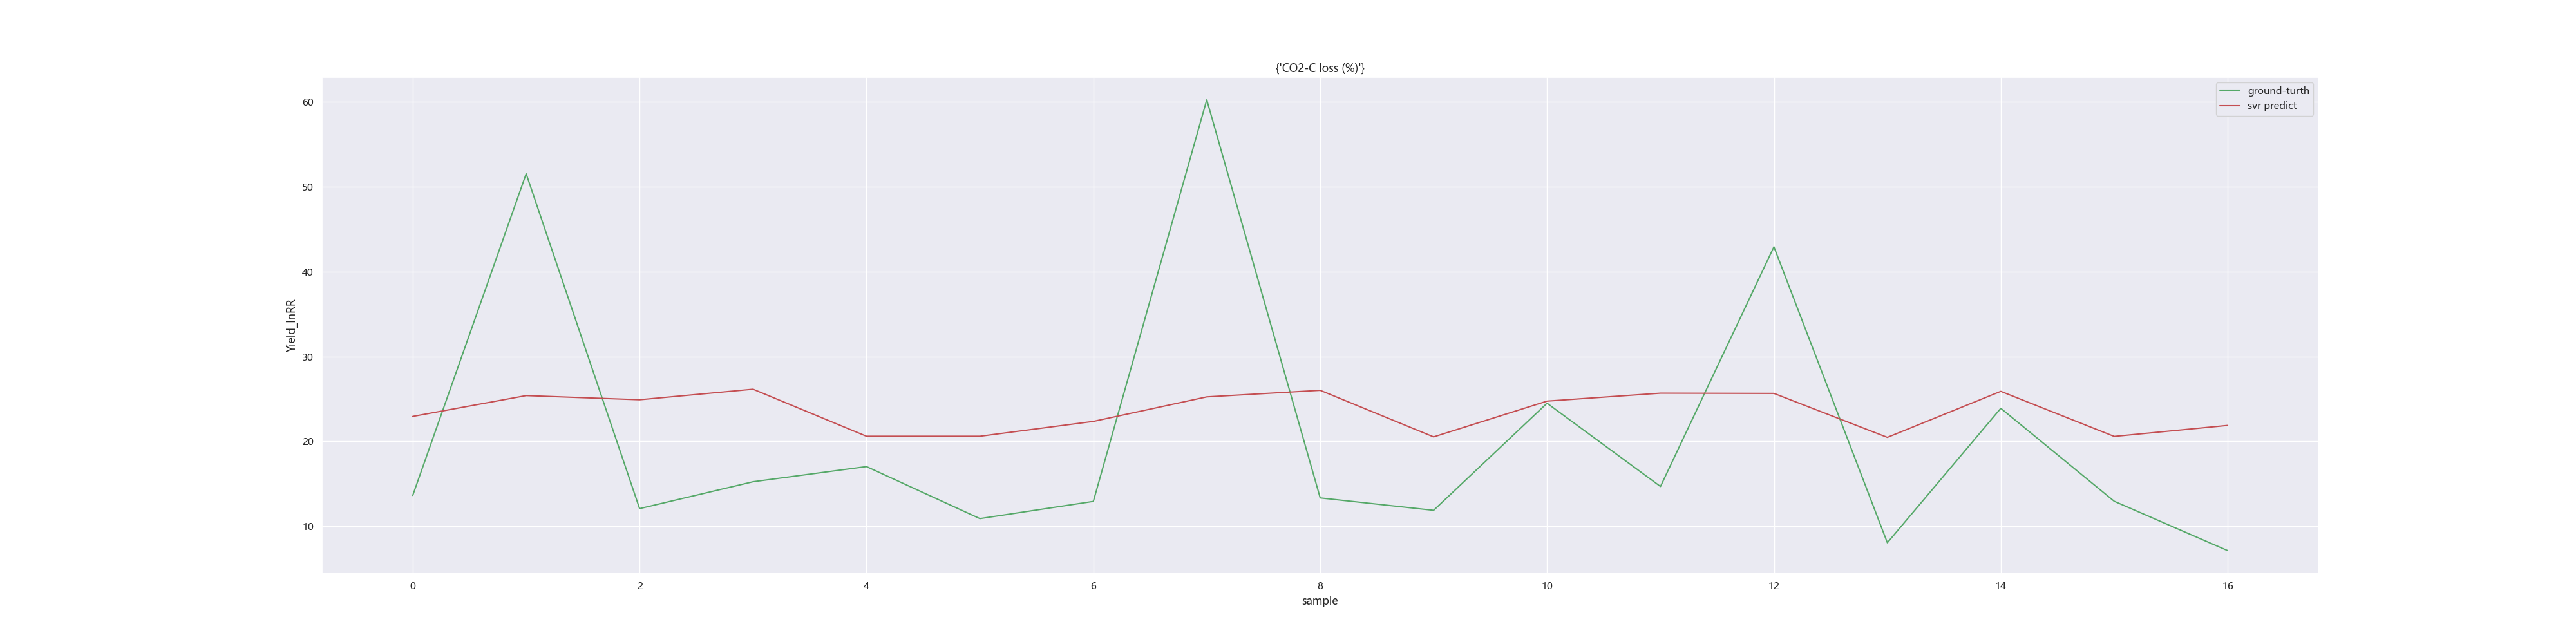 {'CO2-C loss (%)'}
ground-turth
svr predict
60
50
40
30
20
10
Yield_lnRR
0 2 4 6 8 10 12 14 16
sample